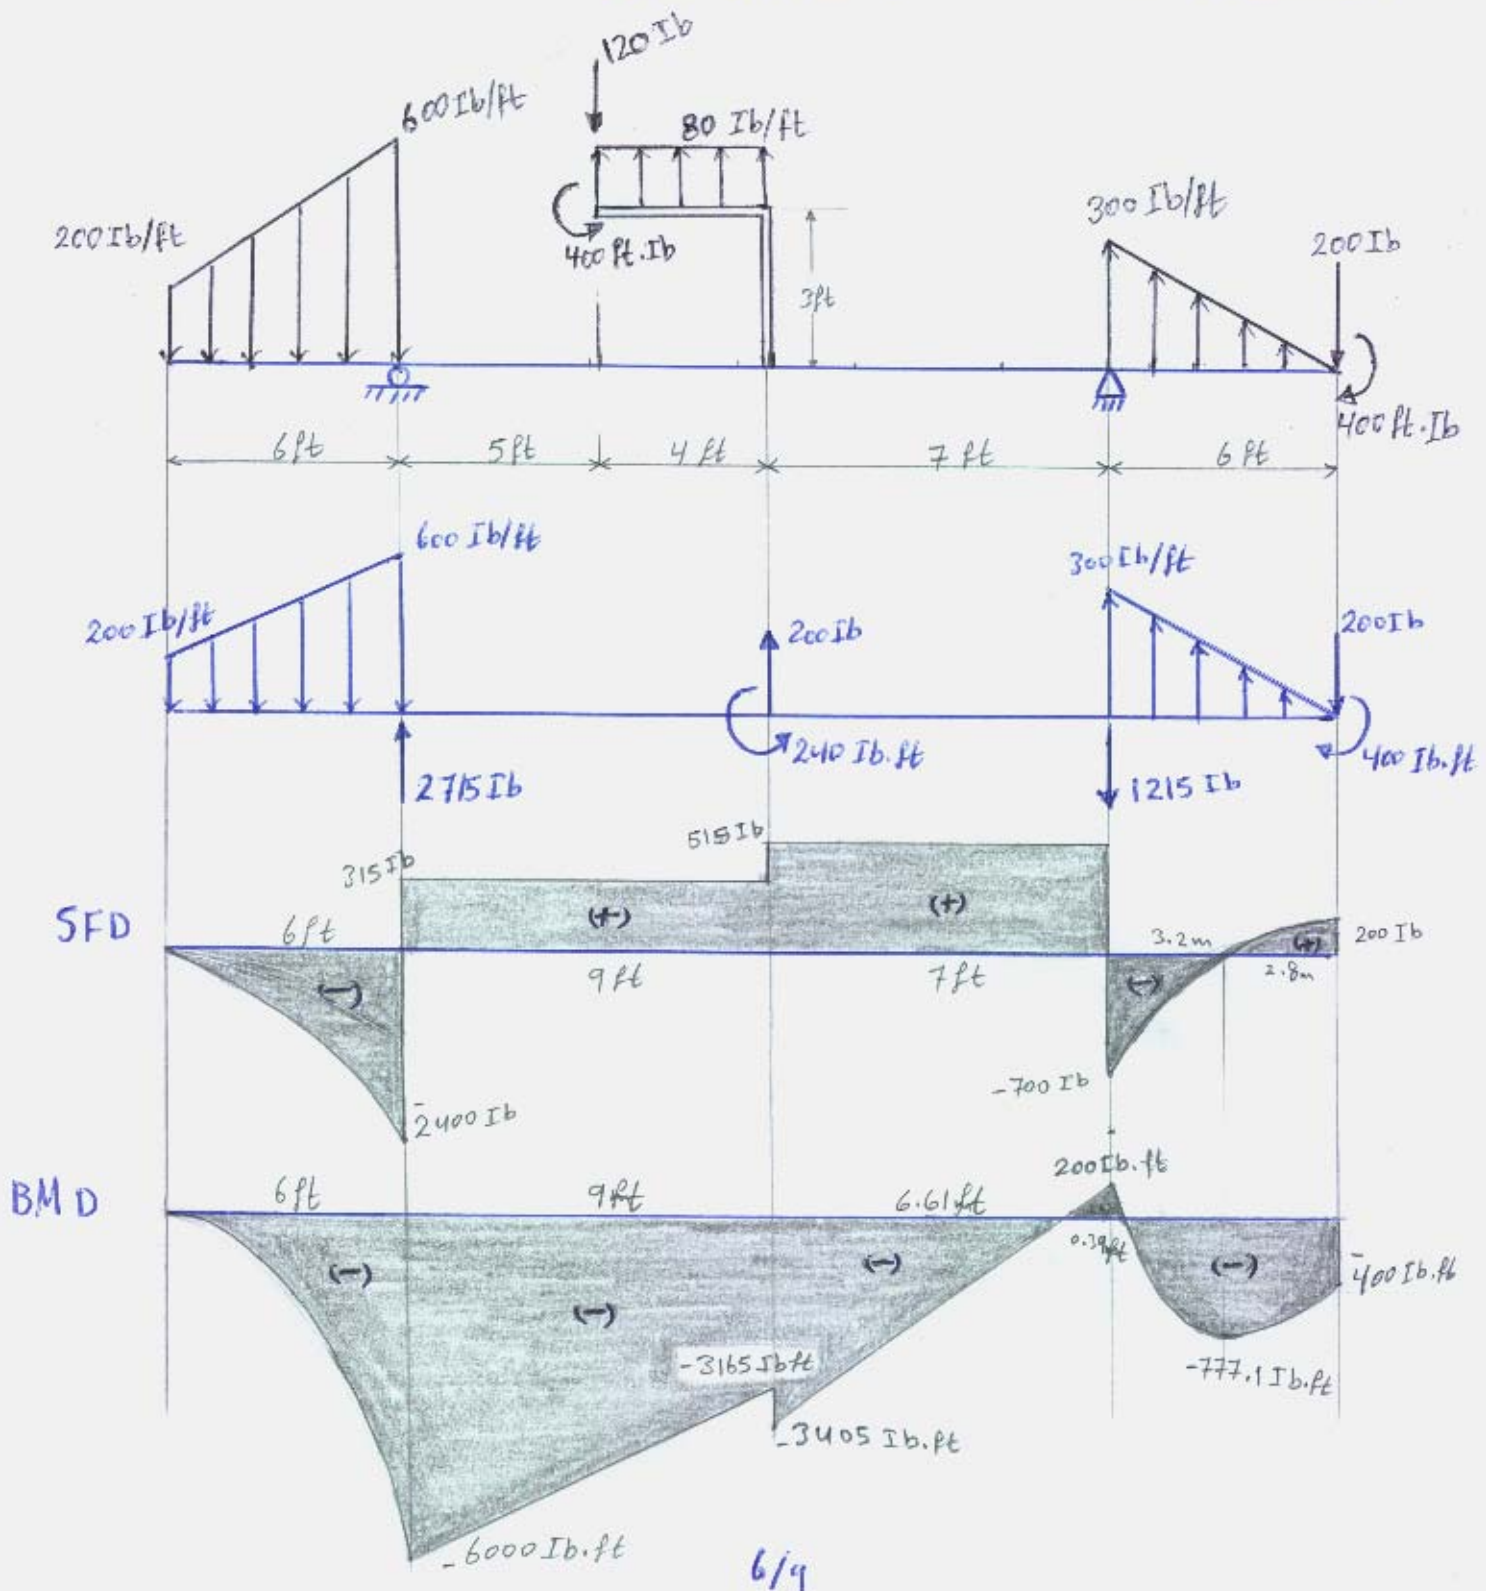 120 Ib
600 Ib/ft
80 Ib/ft
200 Ib/ft
400 ft.Ib
3ft
300 Ib/ft
200 Ib
400 ft.Ib
6ft
5ft
4 ft
7 ft
6 ft
600 Ib/ft
200 Ib/ft
200 Ib
240 Ib.ft
2715 Ib
300 Ib/ft
200 Ib
400 Ib.ft
1215 Ib
SFD
315 Ib
515 Ib
6ft
(-)
(+)
(+)
9 ft
7 ft
3.2m
(-)
(+)
2.8m
200 Ib
-700 Ib
-2400 Ib
BMD
6ft
9ft
6.61ft
200 Ib.ft
0.39ft
(-)
(-)
(-)
(-)
-400 Ib.ft
-3165 Ibft
-3405 Ib.ft
-777.1 Ib.ft
-6000 Ib.ft
6/9